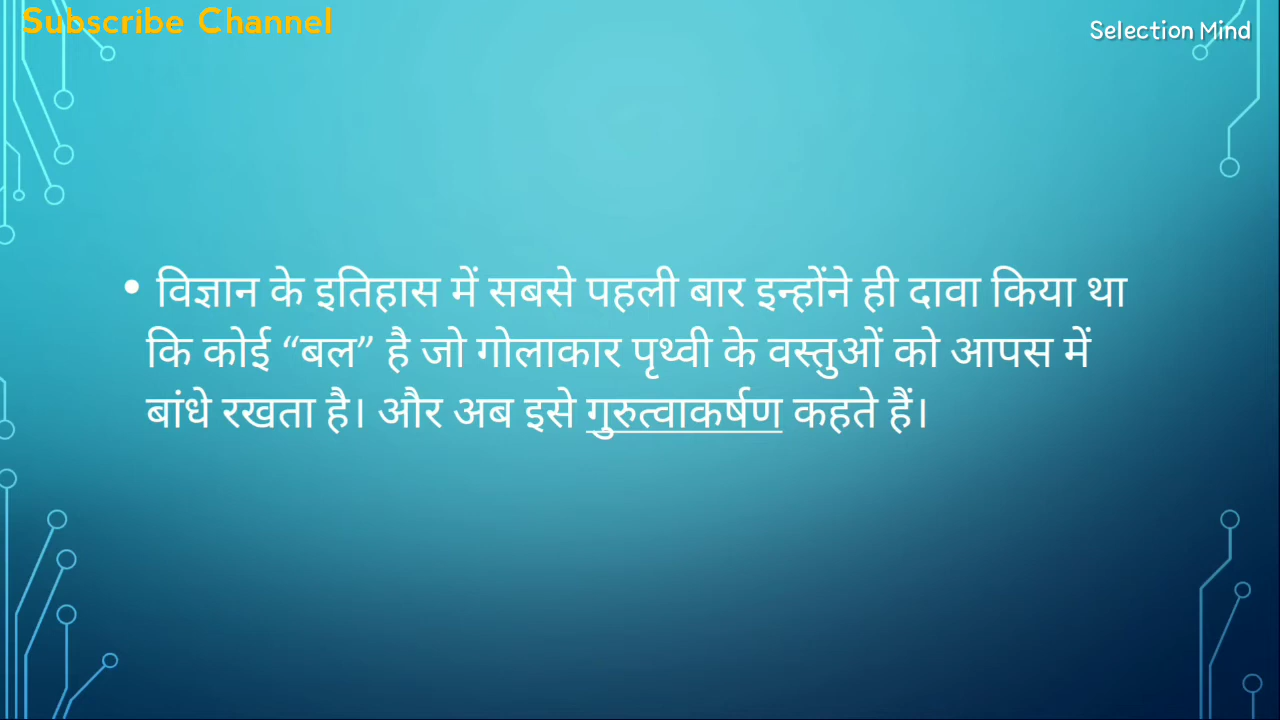 Subscribe Channel
Selection Mind
• विज्ञान के इतिहास में सबसे पहली बार इन्होंने ही दावा किया था
कि कोई “बल” है जो गोलाकार पृथ्वी के वस्तुओं को आपस में
बांधे रखता है। और अब इसे गुरुत्वाकर्षण कहते हैं।